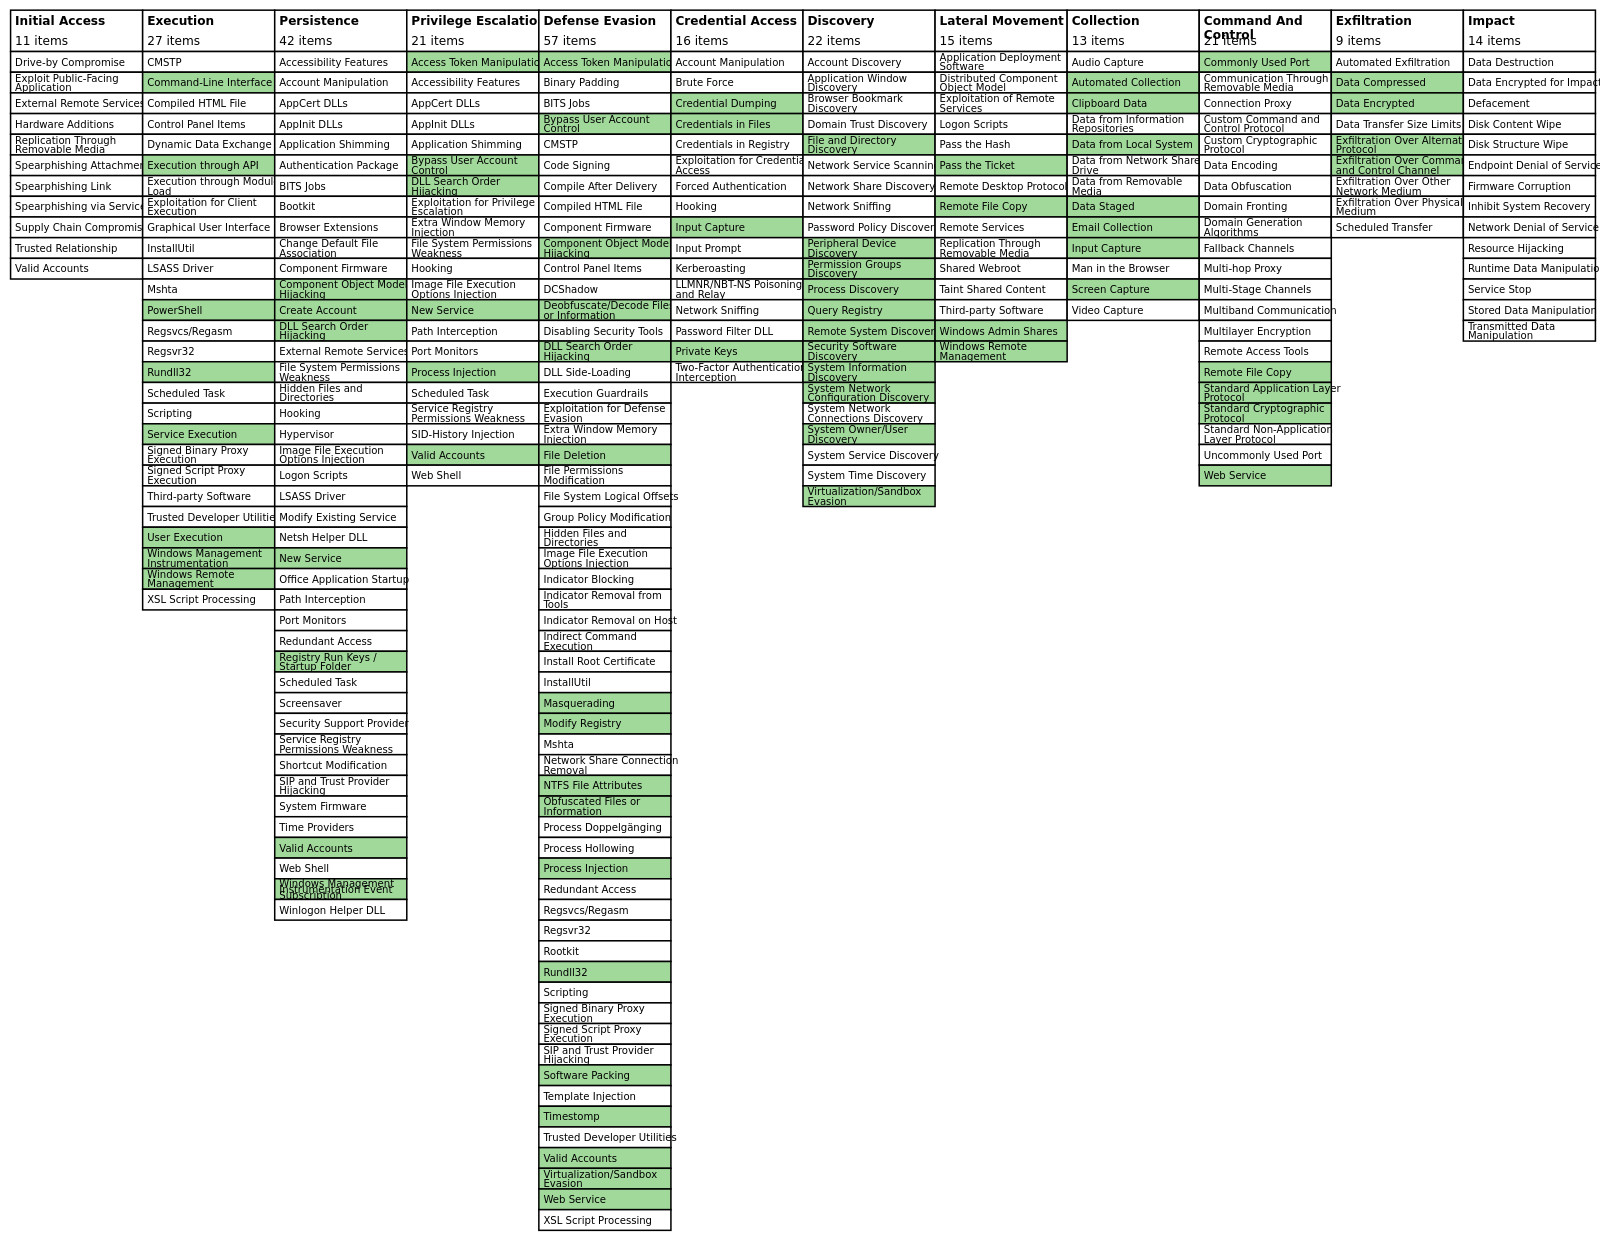 Initial Access
11 items
Drive-by Compromise
Exploit Public-Facing
Application
External Remote Services
Hardware Additions
Replication Through
Removable Media
Spearphishing Attachmen
Spearphishing Link
Spearphishing via Servic
Supply Chain Compromis
Trusted Relationship
Valid Accounts
Execution
27 items
CMSTP
Command-Line Interface
Compiled HTML File
Control Panel Items
Dynamic Data Exchange
Execution through API
Execution through Modul
Load
Exploitation for Client
Execution
Graphical User Interface
InstallUtil
LSASS Driver
Mshta
PowerShell
Regsvcs/Regasm
Regsvr32
Rundll32
Scheduled Task
Scripting
Service Execution
Signed Binary Proxy
Execution
Signed Script Proxy
Execution
Third-party Software
Trusted Developer Utilitie
User Execution
Windows Management
Instrumentation
Windows Remote
Management
XSL Script Processing
Persistence
42 items
Accessibility Features
Account Manipulation
AppCert DLLs
AppInit DLLs
Application Shimming
Authentication Package
BITS Jobs
Bootkit
Browser Extensions
Change Default File
Association
Component Firmware
Component Object Mode
Hijacking
Create Account
DLL Search Order
Hijacking
External Remote Services
File System Permissions
Weakness
Hidden Files and
Directories
Hooking
Hypervisor
Image File Execution
Options Injection
Logon Scripts
LSASS Driver
Modify Existing Service
Netsh Helper DLL
New Service
Office Application Startup
Path Interception
Port Monitors
Redundant Access
Registry Run Keys /
Startup Folder
Scheduled Task
Screensaver
Security Support Provider
Service Registry
Permissions Weakness
Shortcut Modification
SIP and Trust Provider
Hijacking
System Firmware
Time Providers
Valid Accounts
Web Shell
Windows Management
Instrumentation Event
Subscription
Winlogon Helper DLL
Privilege Escalatio
21 items
Access Token Manipulatio
Accessibility Features
AppCert DLLs
AppInit DLLs
Application Shimming
Bypass User Account
Control
DLL Search Order
Hijacking
Exploitation for Privilege
Escalation
Extra Window Memory
Injection
File System Permissions
Weakness
Hooking
Image File Execution
Options Injection
New Service
Path Interception
Port Monitors
Process Injection
Scheduled Task
Service Registry
Permissions Weakness
SID-History Injection
Valid Accounts
Web Shell
Defense Evasion
57 items
Access Token Manipulatio
Binary Padding
BITS Jobs
Bypass User Account
Control
CMSTP
Code Signing
Compile After Delivery
Compiled HTML File
Component Firmware
Component Object Mode
Hijacking
Control Panel Items
DCShadow
Deobfuscate/Decode Files
or Information
Disabling Security Tools
DLL Search Order
Hijacking
DLL Side-Loading
Execution Guardrails
Exploitation for Defense
Evasion
Extra Window Memory
Injection
File Deletion
File Permissions
Modification
File System Logical Offsets
Group Policy Modification
Hidden Files and
Directories
Image File Execution
Options Injection
Indicator Blocking
Indicator Removal from
Tools
Indicator Removal on Host
Indirect Command
Execution
Install Root Certificate
InstallUtil
Masquerading
Modify Registry
Mshta
Network Share Connection
Removal
NTFS File Attributes
Obfuscated Files or
Information
Process Doppelgänging
Process Hollowing
Process Injection
Redundant Access
Regsvcs/Regasm
Regsvr32
Rootkit
Rundll32
Scripting
Signed Binary Proxy
Execution
Signed Script Proxy
Execution
SIP and Trust Provider
Hijacking
Software Packing
Template Injection
Timestomp
Trusted Developer Utilities
Valid Accounts
Virtualization/Sandbox
Evasion
Web Service
XSL Script Processing
Credential Access
16 items
Account Manipulation
Brute Force
Credential Dumping
Credentials in Files
Credentials in Registry
Exploitation for Credentia
Access
Forced Authentication
Hooking
Input Capture
Input Prompt
Kerberoasting
LLMNR/NBT-NS Poisoning
and Relay
Network Sniffing
Password Filter DLL
Private Keys
Two-Factor Authentication
Interception
Discovery
22 items
Account Discovery
Application Window
Discovery
Browser Bookmark
Discovery
Domain Trust Discovery
File and Directory
Discovery
Network Service Scannin
Network Share Discovery
Network Sniffing
Password Policy Discover
Peripheral Device
Discovery
Permission Groups
Discovery
Process Discovery
Query Registry
Remote System Discover
Security Software
Discovery
System Information
Discovery
System Network
Configuration Discovery
System Network
Connections Discovery
System Owner/User
Discovery
System Service Discovery
System Time Discovery
Virtualization/Sandbox
Evasion
Lateral Movement
15 items
Application Deployment
Software
Distributed Component
Object Model
Exploitation of Remote
Services
Logon Scripts
Pass the Hash
Pass the Ticket
Remote Desktop Protocol
Remote File Copy
Remote Services
Replication Through
Removable Media
Shared Webroot
Taint Shared Content
Third-party Software
Windows Admin Shares
Windows Remote
Management
Collection
13 items
Audio Capture
Automated Collection
Clipboard Data
Data from Information
Repositories
Data from Local System
Data from Network Share
Drive
Data from Removable
Media
Data Staged
Email Collection
Input Capture
Man in the Browser
Screen Capture
Video Capture
Command And
Control
21 items
Commonly Used Port
Communication Through
Removable Media
Connection Proxy
Custom Command and
Control Protocol
Custom Cryptographic
Protocol
Data Encoding
Data Obfuscation
Domain Fronting
Domain Generation
Algorithms
Fallback Channels
Multi-hop Proxy
Multi-Stage Channels
Multiband Communication
Multilayer Encryption
Remote Access Tools
Remote File Copy
Standard Application Layer
Protocol
Standard Cryptographic
Protocol
Standard Non-Application
Layer Protocol
Uncommonly Used Port
Web Service
Exfiltration
9 items
Automated Exfiltration
Data Compressed
Data Encrypted
Data Transfer Size Limits
Exfiltration Over Alternat
Protocol
Exfiltration Over Comman
and Control Channel
Exfiltration Over Other
Network Medium
Exfiltration Over Physical
Medium
Scheduled Transfer
Impact
14 items
Data Destruction
Data Encrypted for Impact
Defacement
Disk Content Wipe
Disk Structure Wipe
Endpoint Denial of Service
Firmware Corruption
Inhibit System Recovery
Network Denial of Service
Resource Hijacking
Runtime Data Manipulatio
Service Stop
Stored Data Manipulation
Transmitted Data
Manipulation